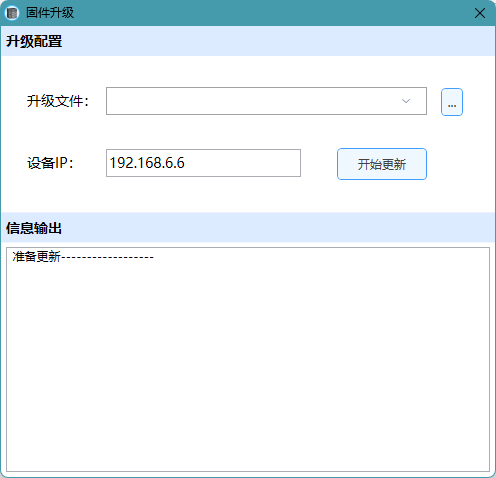 固件升级
升级配置
升级文件：
...
设备IP：
192.168.6.6
开始更新
信息输出
准备更新------------------